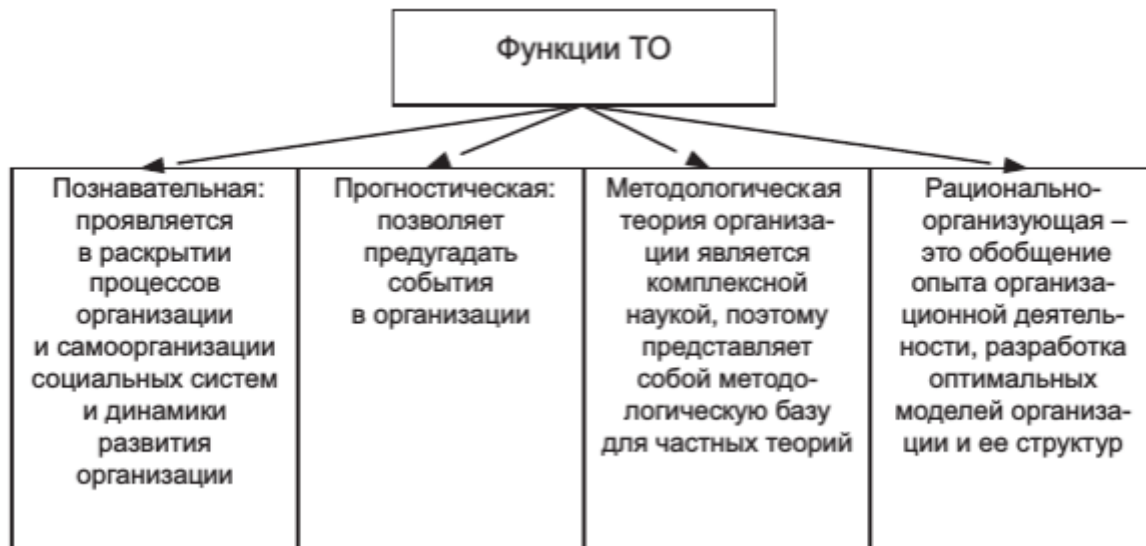 Функции ТО
Познавательная:
проявляется
в раскрытии
процессов
организации
и самоорганизации
социальных систем
и динамики
развития
организации
Прогностическая:
позволяет
предугадать
события
в организации
Методологическая
теория организа-
ции является
комплексной
наукой, поэтому
представляет
собой методо-
логическую базу
для частных теорий
Рационально-
организующая –
это обобщение
опыта организа-
ционной деятель-
ности, разработка
оптимальных
моделей организа-
ции и ее структур